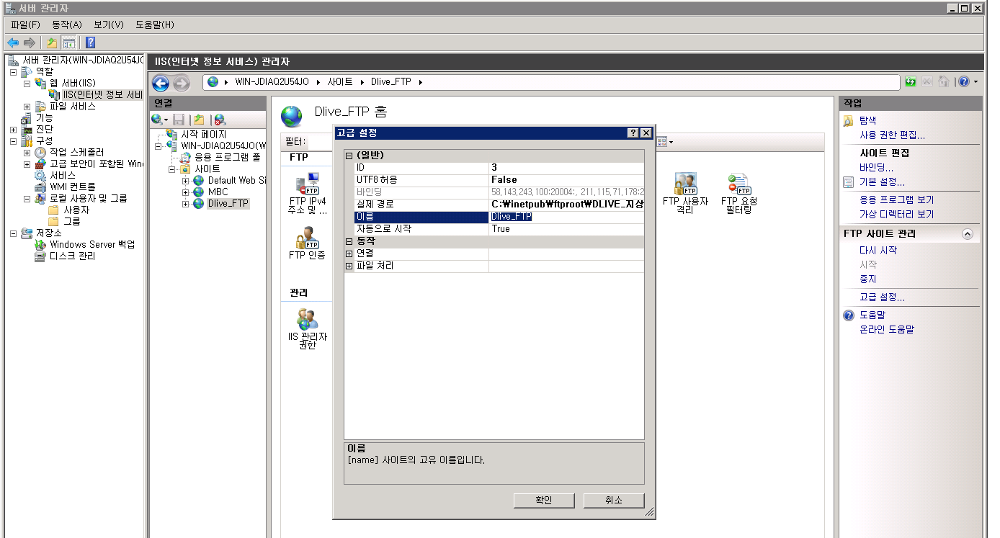 서버 관리자
파일(F) 동작(A) 보기(V) 도움말(H)
서버 관리자(WIN-JDIAQ2U54JO
역할
웹 서버(IIS)
IIS(인터넷 정보 서비
파일 서비스
기능
진단
구성
작업 스케줄러
고급 보안이 포함된 Win
서비스
WMI 컨트롤
로컬 사용자 및 그룹
사용자
그룹
저장소
Windows Server 백업
디스크 관리
IIS(인터넷 정보 서비스) 관리자
WIN-JDIAQ2U54JO 사이트 Dlive_FTP
연결
시작 페이지
WIN-JDIAQ2U54JO(W
응용 프로그램 풀
사이트
Default Web Si
MBC
Dlive_FTP
Dlive_FTP 홈
필터:
FTP
FTP IPv4
주소 및 ...
FTP 인증
FTP 사용자
격리
FTP 요청
필터링
관리
IIS 관리자
권한
고급 설정
(일반)
ID 3
UTF8 허용 False
바인딩 58,143,243,100:20004:, 211,115,71,178:2
실제 경로 C:₩inetpub₩ftproot₩DLIVE_지상
이름 Dlive_FTP
자동으로 시작 True
동작
연결
파일 처리
이름
[name] 사이트의 고유 이름입니다.
확인 취소
작업
탐색
사용 권한 편집...
사이트 편집
바인딩...
기본 설정...
응용 프로그램 보기
가상 디렉터리 보기
FTP 사이트 관리
다시 시작
시작
중지
고급 설정...
도움말
온라인 도움말